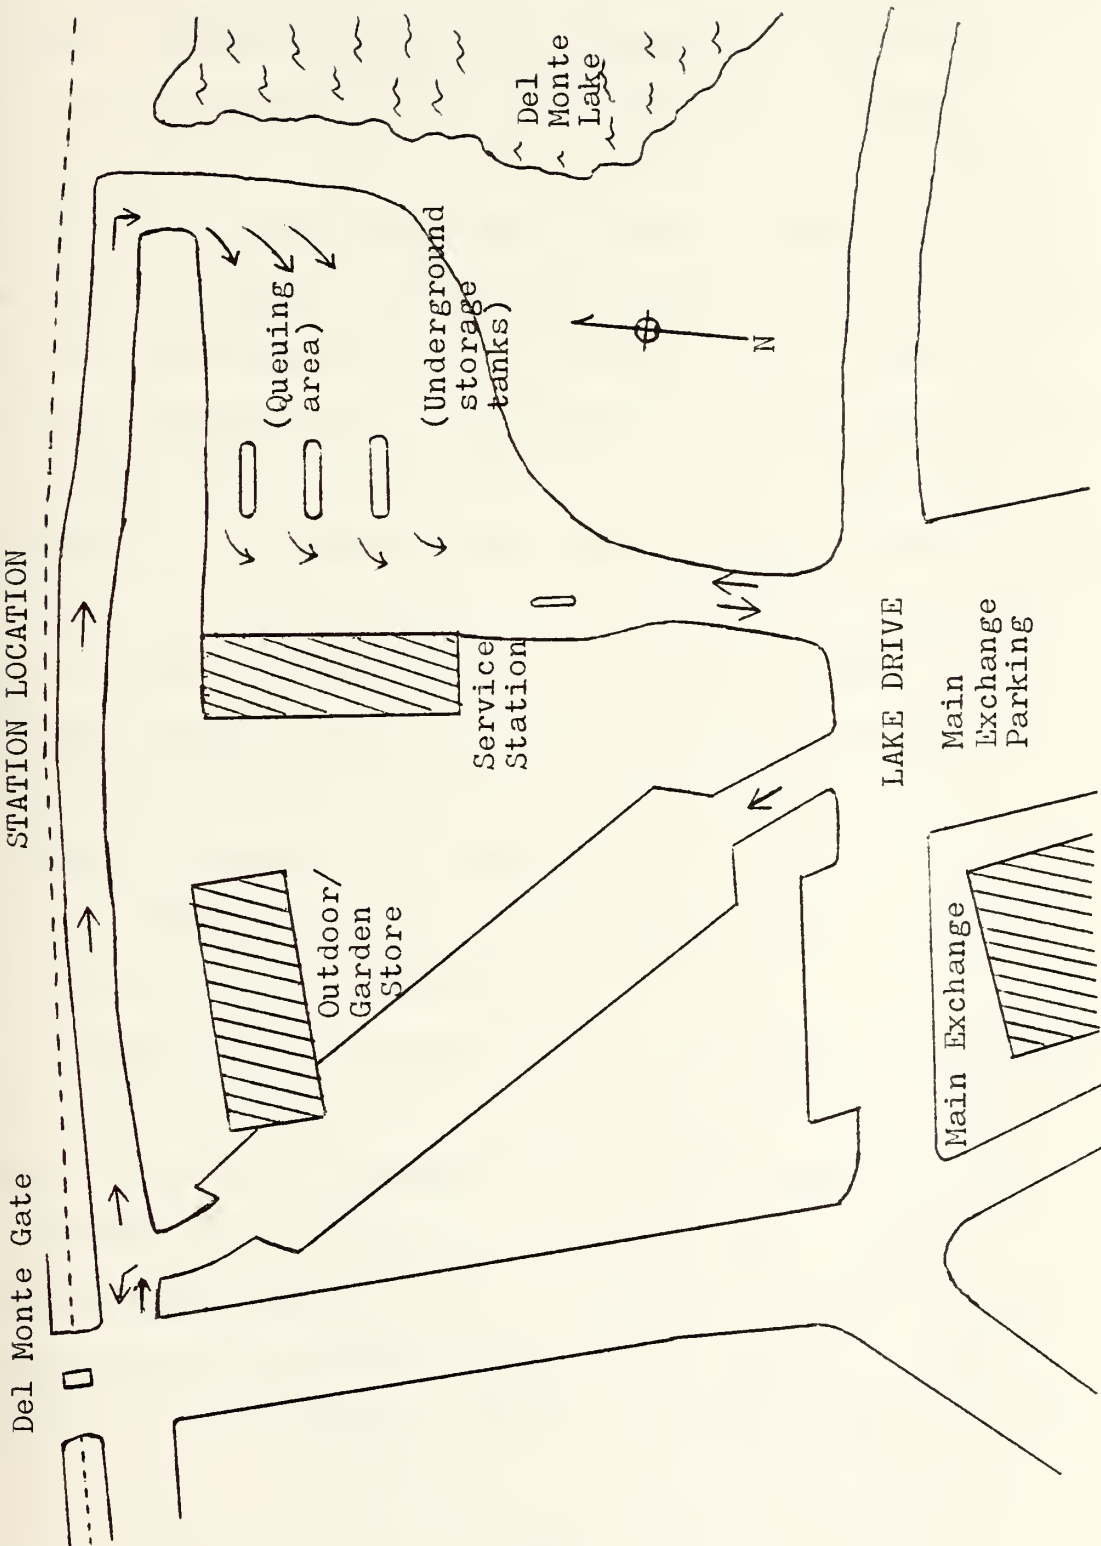 STATION LOCATION
Del Monte Gate
Del
Monte
Lake
(Queuing
area)
(Underground
storage
tanks)
N
Service
Station
Outdoor/
Garden
Store
LAKE DRIVE
Main
Exchange
Parking
Main Exchange